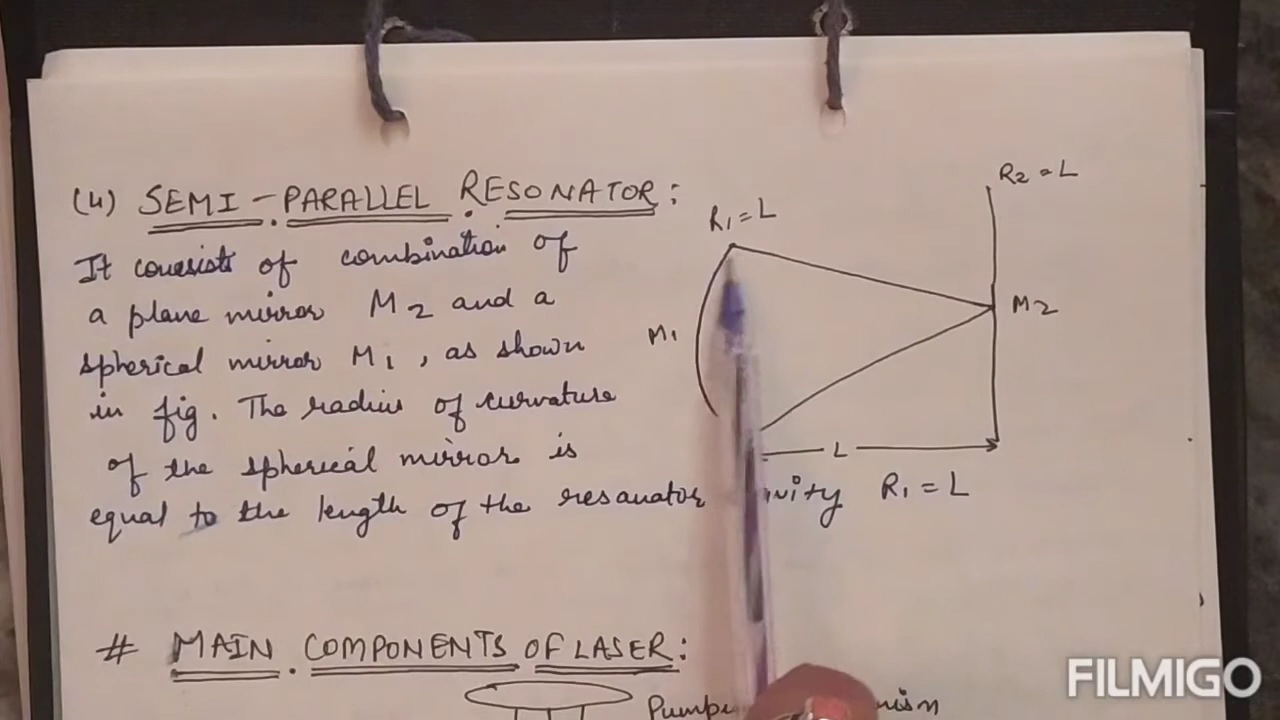 (4) SEMI-PARALLEL RESONATOR:
It consists of combination of
a plane mirror M2 and a
spherical mirror M1, as shown
in fig. The radius of curvature
of the spherical mirror is
equal to the length of the resanator R1 = L
R1 = L
R2 = L
M1
M2
L
# MAIN COMPONENTS OF LASER:
FILMIGO